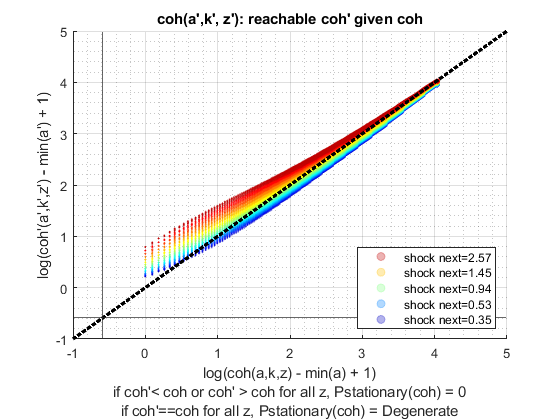 coh(a',k', z'): reachable coh' given coh
5
4
3
2
1
0
-1
log(coh'(a',k',z') - min(a') + 1)
shock next=2.57
shock next=1.45
shock next=0.94
shock next=0.53
shock next=0.35
-1 0 1 2 3 4 5
log(coh(a,k,z) - min(a) + 1)
if coh'< coh or coh' > coh for all z, Pstationary(coh) = 0
if coh'==coh for all z, Pstationary(coh) = Degenerate